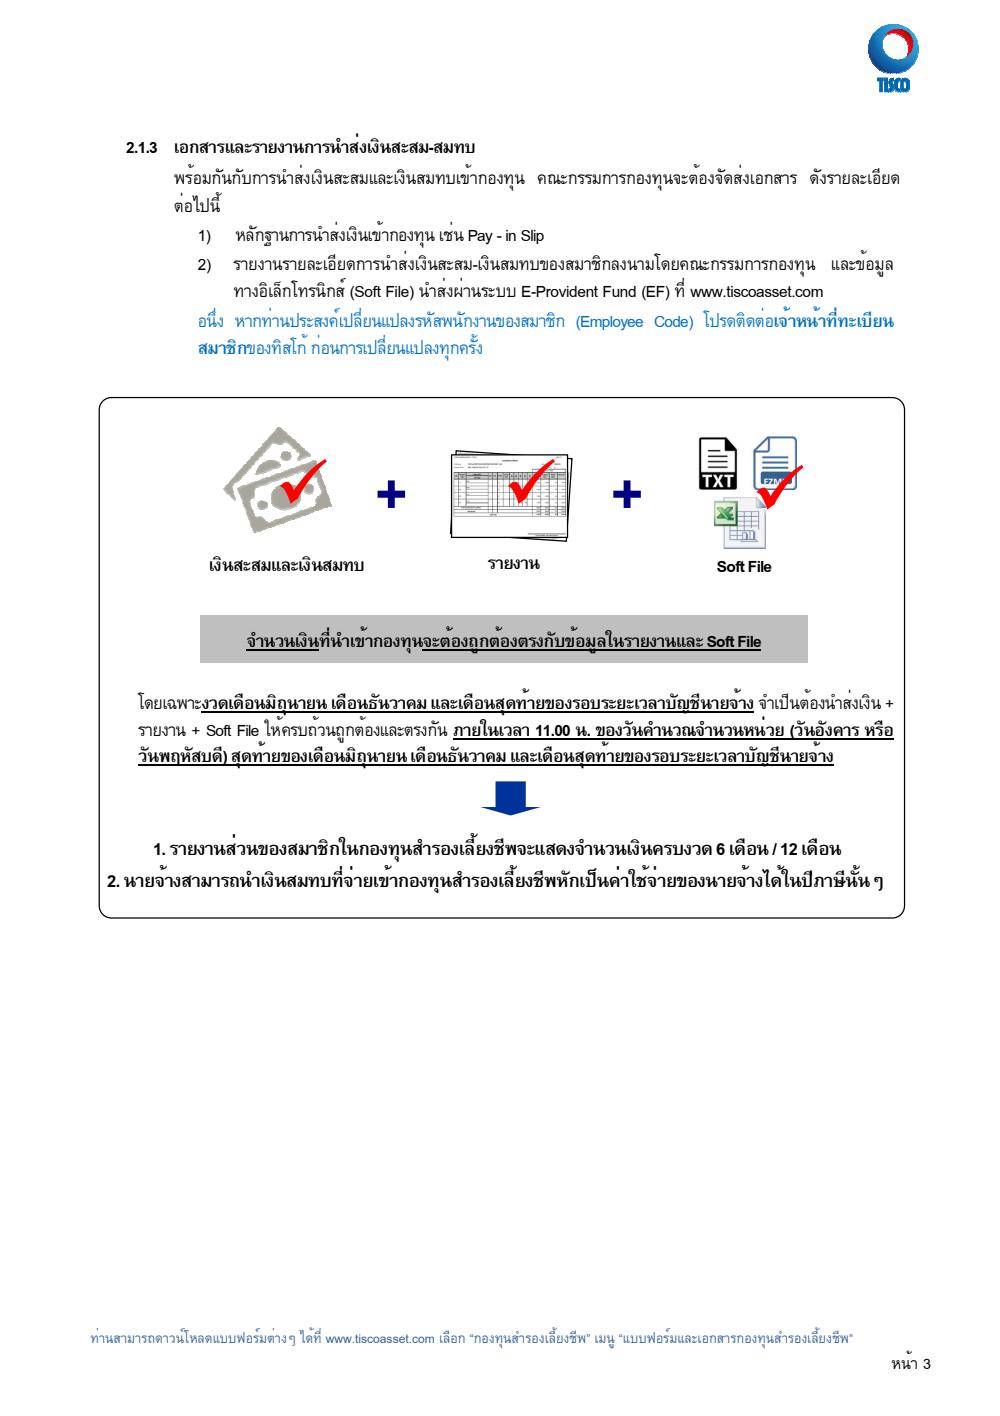 TISCO
2.1.3 เอกสารและรายงานการนำส่งเงินสะสม-สมทบ
พร้อมกันกับการนำส่งเงินสะสมและเงินสมทบเข้ากองทุน คณะกรรมการกองทุนจะต้องจัดส่งเอกสาร ดังรายละเอียด
ต่อไปนี้
1) หลักฐานการนำส่งเงินเข้ากองทุน เช่น Pay - in Slip
2) รายงานรายละเอียดการนำส่งเงินสะสม-เงินสมทบของสมาชิกลงนามโดยคณะกรรมการกองทุน และข้อมูล
ทางอิเล็กโทรนิกส์ (Soft File) นำส่งผ่านระบบ E-Provident Fund (EF) ที่ www.tiscoasset.com
อนึ่ง หากท่านประสงค์เปลี่ยนแปลงรหัสพนักงานของสมาชิก (Employee Code) โปรดติดต่อเจ้าหน้าที่ทะเบียน
สมาชิกของทิสโก้ ก่อนการเปลี่ยนแปลงทุกครั้ง
TXT
เงินสะสมและเงินสมทบ + รายงาน + Soft File
จำนวนเงินที่นำเข้ากองทุนจะต้องถูกต้องตรงกับข้อมูลในรายงานและ Soft File
โดยเฉพาะงวดเดือนมิถุนายน เดือนธันวาคม และเดือนสุดท้ายของรอบระยะเวลาบัญชีนายจ้าง จำเป็นต้องนำส่งเงิน +
รายงาน + Soft File ให้ครบถ้วนถูกต้องและตรงกัน ภายในเวลา 11.00 น. ของวันคำนวณจำนวนหน่วย (วันอังคาร หรือ
วันพฤหัสบดี) สุดท้ายของเดือนมิถุนายน เดือนธันวาคม และเดือนสุดท้ายของรอบระยะเวลาบัญชีนายจ้าง
1. รายงานส่วนของสมาชิกในกองทุนสำรองเลี้ยงชีพจะแสดงจำนวนเงินครบงวด 6 เดือน / 12 เดือน
2. นายจ้างสามารถนำเงินสมทบที่จ่ายเข้ากองทุนสำรองเลี้ยงชีพหักเป็นค่าใช้จ่ายของนายจ้างได้ในปีภาษีนั้น ๆ
ท่านสามารถดาวน์โหลดแบบฟอร์มต่าง ๆ ได้ที่ www.tiscoasset.com เลือก “กองทุนสำรองเลี้ยงชีพ” เมนู “แบบฟอร์มและเอกสารกองทุนสำรองเลี้ยงชีพ”
หน้า 3